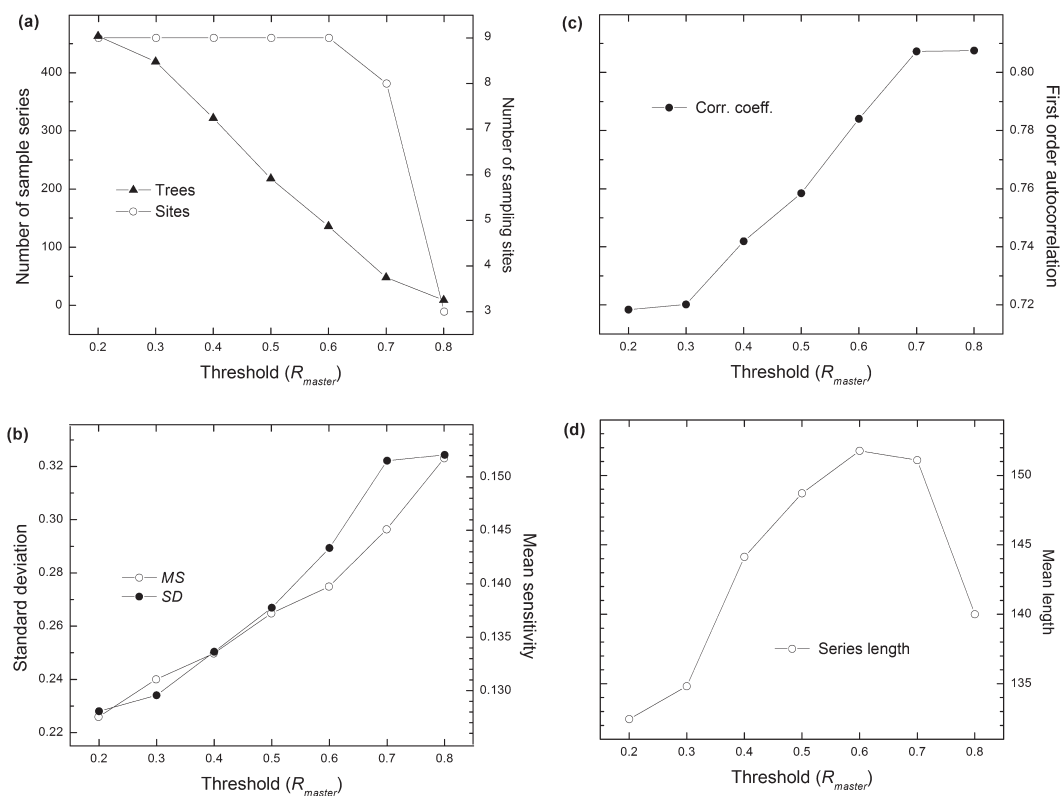 (a)
Number of sample series
400
300
200
100
0
9
8
7
6
5
4
3
Number of sampling sites
Trees
Sites
0.2 0.3 0.4 0.5 0.6 0.7 0.8
Threshold (Rmaster)
(c)
Corr. coeff.
0.80
0.78
0.76
0.74
0.72
First order autocorrelation
0.2 0.3 0.4 0.5 0.6 0.7 0.8
Threshold (Rmaster)
(b)
Standard deviation
0.32
0.30
0.28
0.26
0.24
0.22
MS
SD
0.150
0.145
0.140
0.135
0.130
Mean sensitivity
0.2 0.3 0.4 0.5 0.6 0.7 0.8
Threshold (Rmaster)
(d)
Series length
150
145
140
135
Mean length
0.2 0.3 0.4 0.5 0.6 0.7 0.8
Threshold (Rmaster)